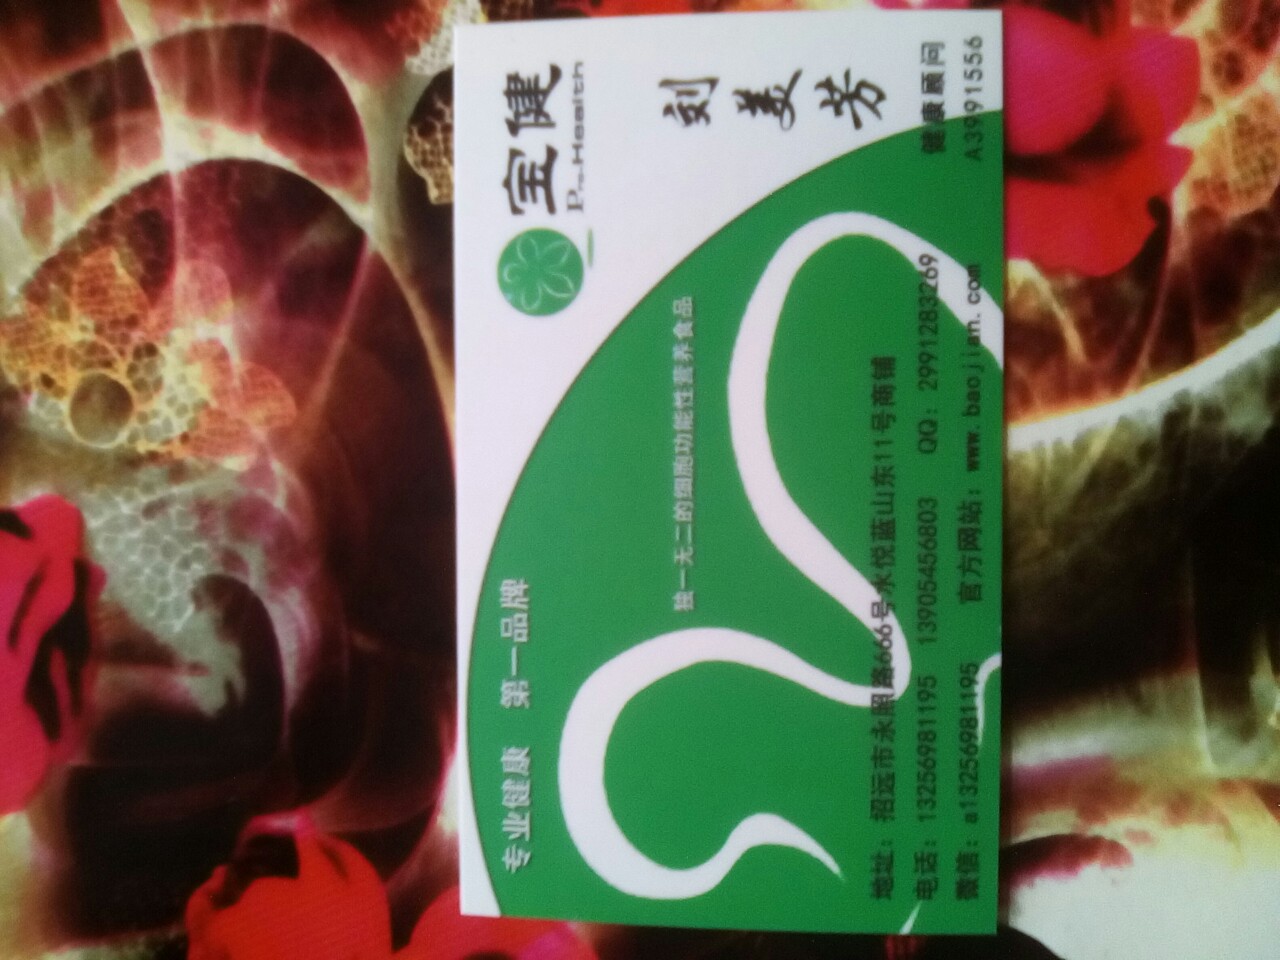 宝健
Pro-Health
刘美芳
健康顾问
A3991556
专业健康 第一品牌
独一无二的细胞功能性营养食品
地址：招远市永照路666号水悦蓝山东11号商铺
电话：13256981195 13905456803 QQ：2991283269
微信：a13256981195 官方网站：www.baojian.com